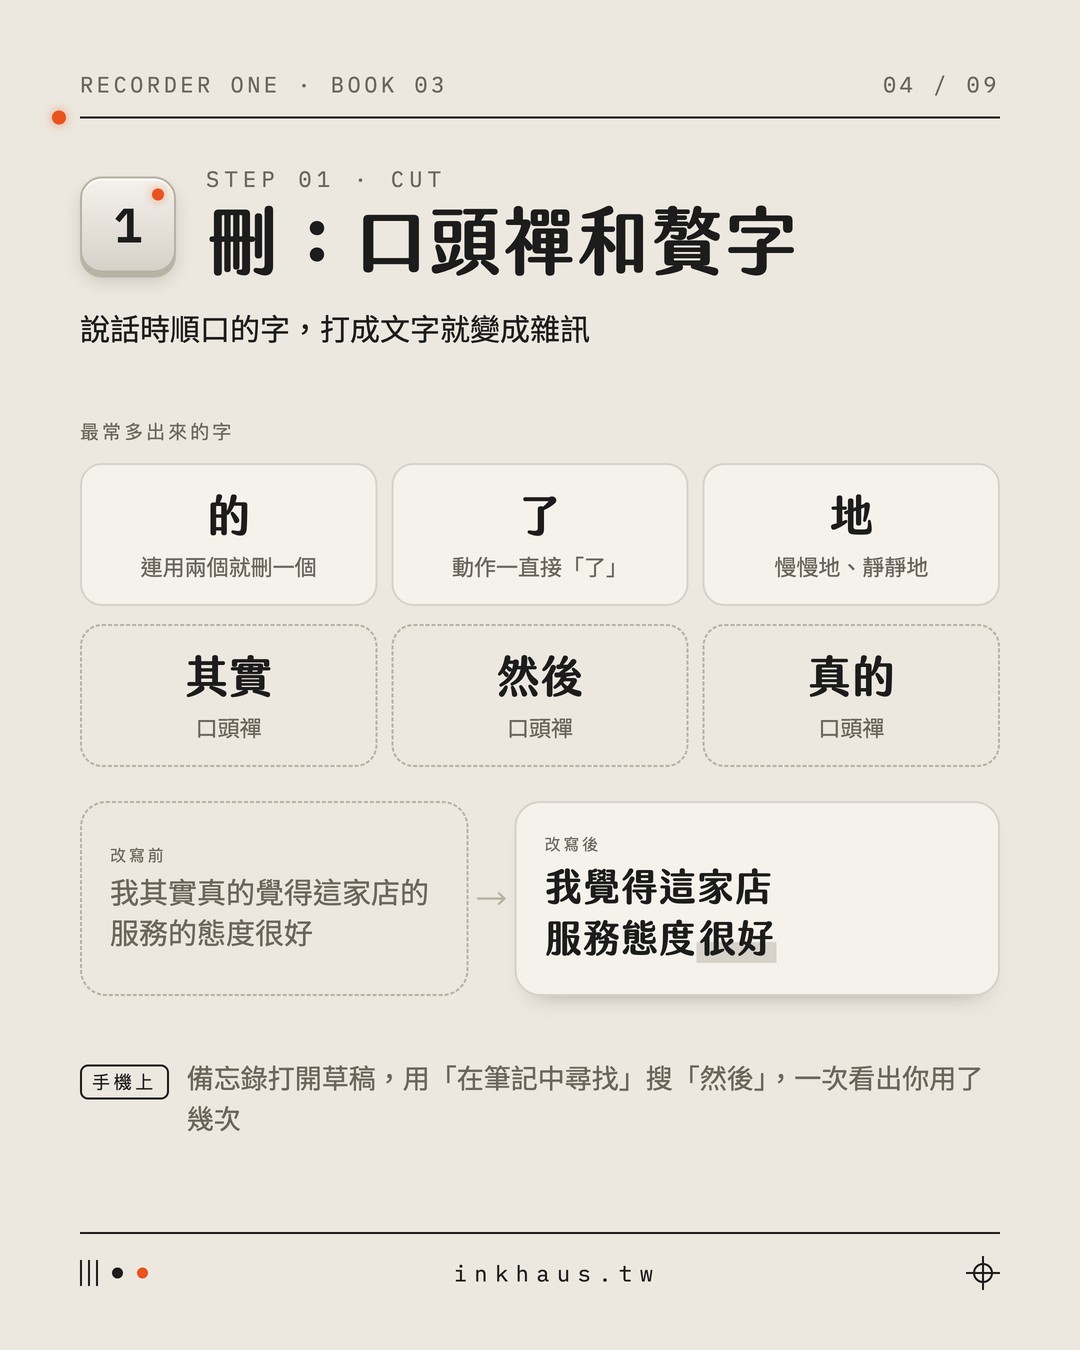 RECORDER ONE · BOOK 03
04 / 09
1
STEP 01 · CUT
刪：口頭禪和贅字
說話時順口的字，打成文字就變成雜訊
最常多出來的字
的
連用兩個就刪一個
了
動作一直接「了」
地
慢慢地、靜靜地
其實
口頭禪
然後
口頭禪
真的
口頭禪
改寫前
我其實真的覺得這家店的
服務的態度很好
→
改寫後
我覺得這家店
服務態度很好
手機上
備忘錄打開草稿，用「在筆記中尋找」搜「然後」，一次看出你用了
幾次
inkhaus.tw